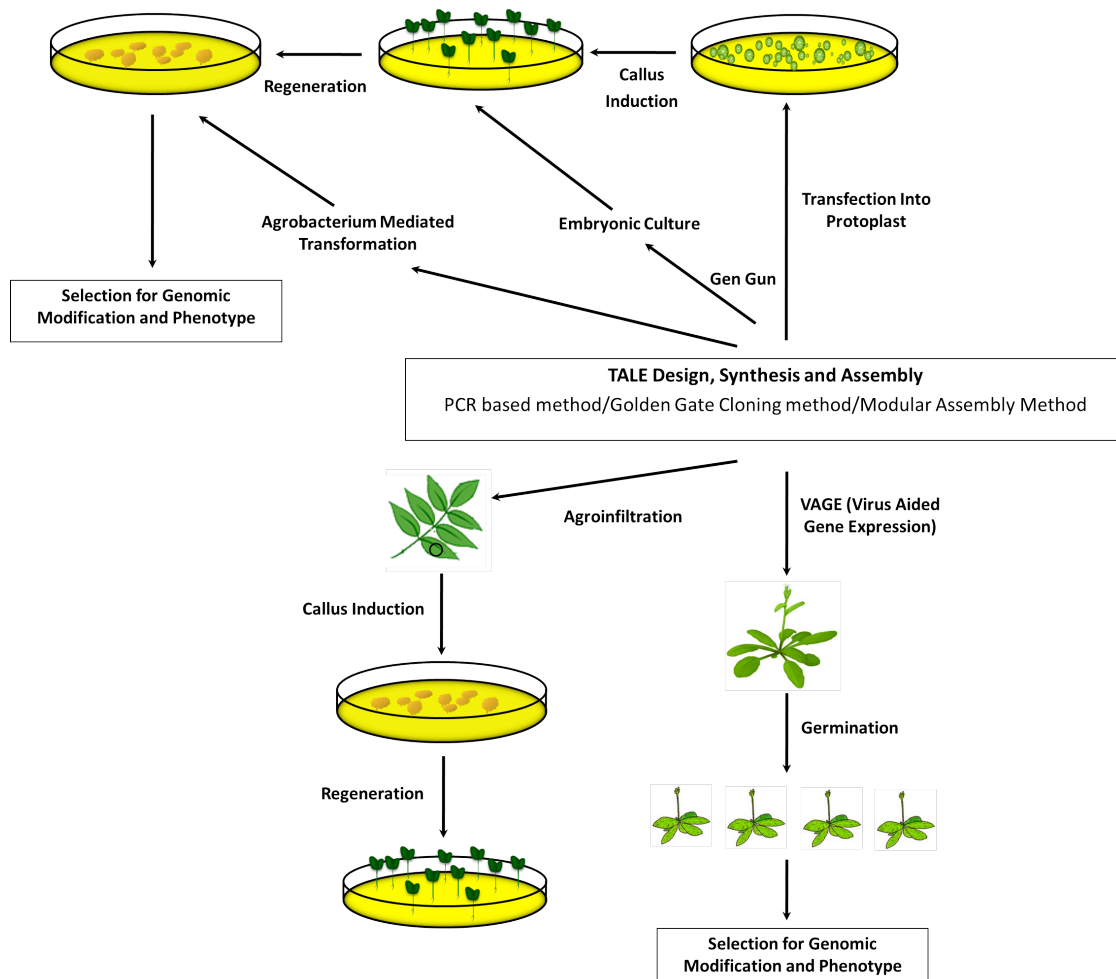 Regeneration
Callus
Induction
Agrobacterium Mediated
Transformation
Embryonic Culture
Transfection Into
Protoplast
Gen Gun
Selection for Genomic
Modification and Phenotype
TALE Design, Synthesis and Assembly
PCR based method/Golden Gate Cloning method/Modular Assembly Method
Agroinfiltration
VAGE (Virus Aided
Gene Expression)
Callus Induction
Germination
Regeneration
Selection for Genomic
Modification and Phenotype